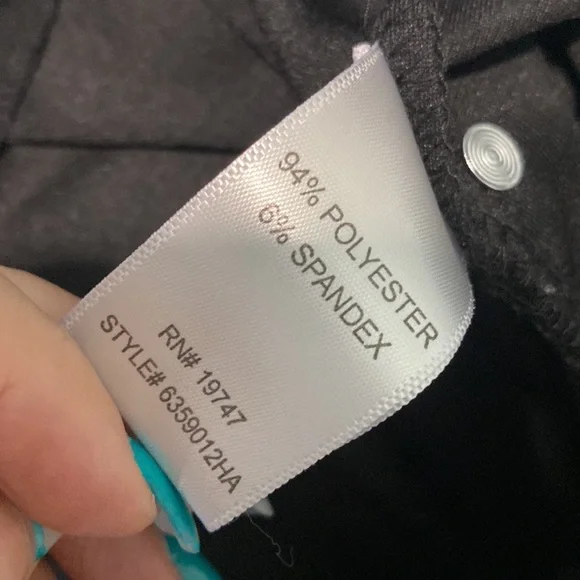 94% POLYESTER
6% SPANDEX
RN# 19747
STYLE# 6359012HA